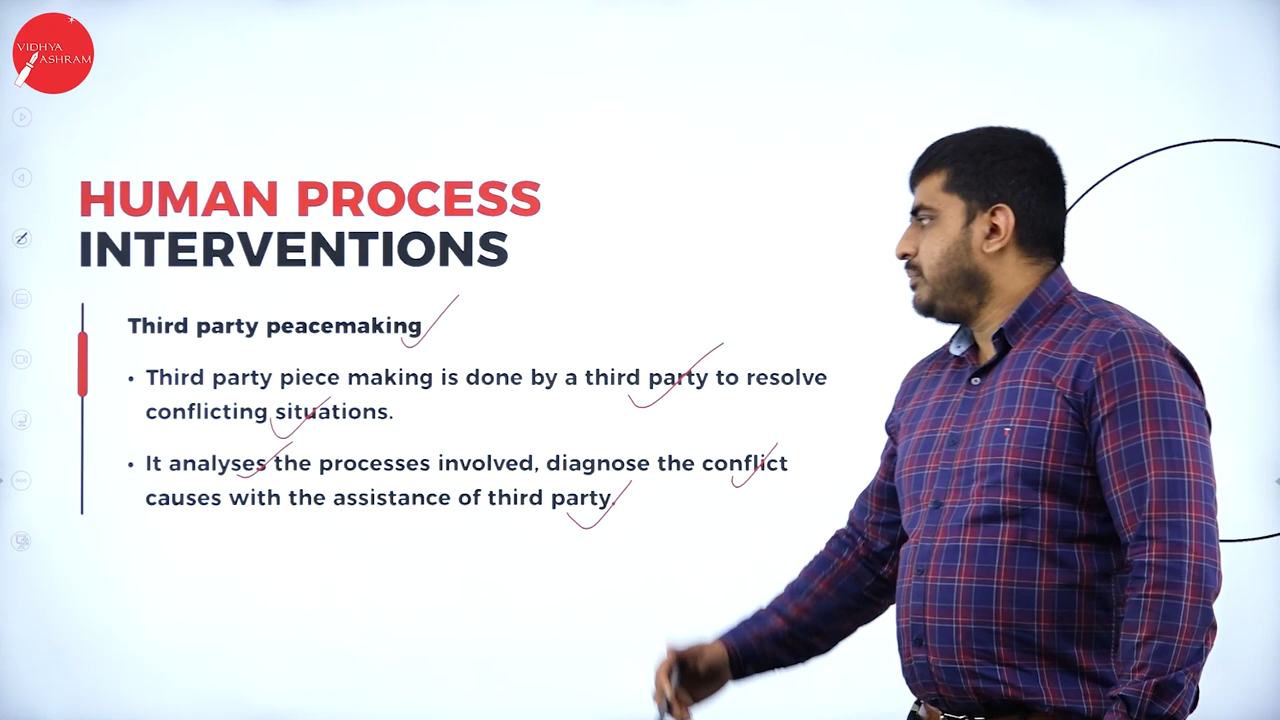 VIDHYA
ASHRAM
HUMAN PROCESS
INTERVENTIONS
Third party peacemaking
• Third party piece making is done by a third party to resolve
conflicting situations.
• It analyses the processes involved, diagnose the conflict
causes with the assistance of third party.